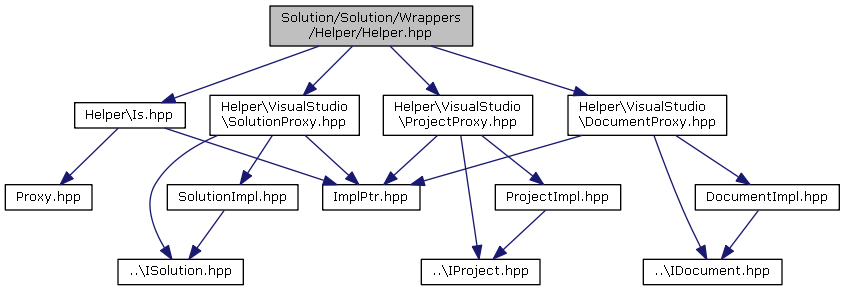 Solution/Solution/Wrappers
/Helper/Helper.hpp
Helper\Is.hpp
Helper\VisualStudio
\SolutionProxy.hpp
Helper\VisualStudio
\ProjectProxy.hpp
Helper\VisualStudio
\DocumentProxy.hpp
Proxy.hpp
SolutionImpl.hpp
ImplPtr.hpp
ProjectImpl.hpp
DocumentImpl.hpp
..\ISolution.hpp
..\IProject.hpp
..\IDocument.hpp